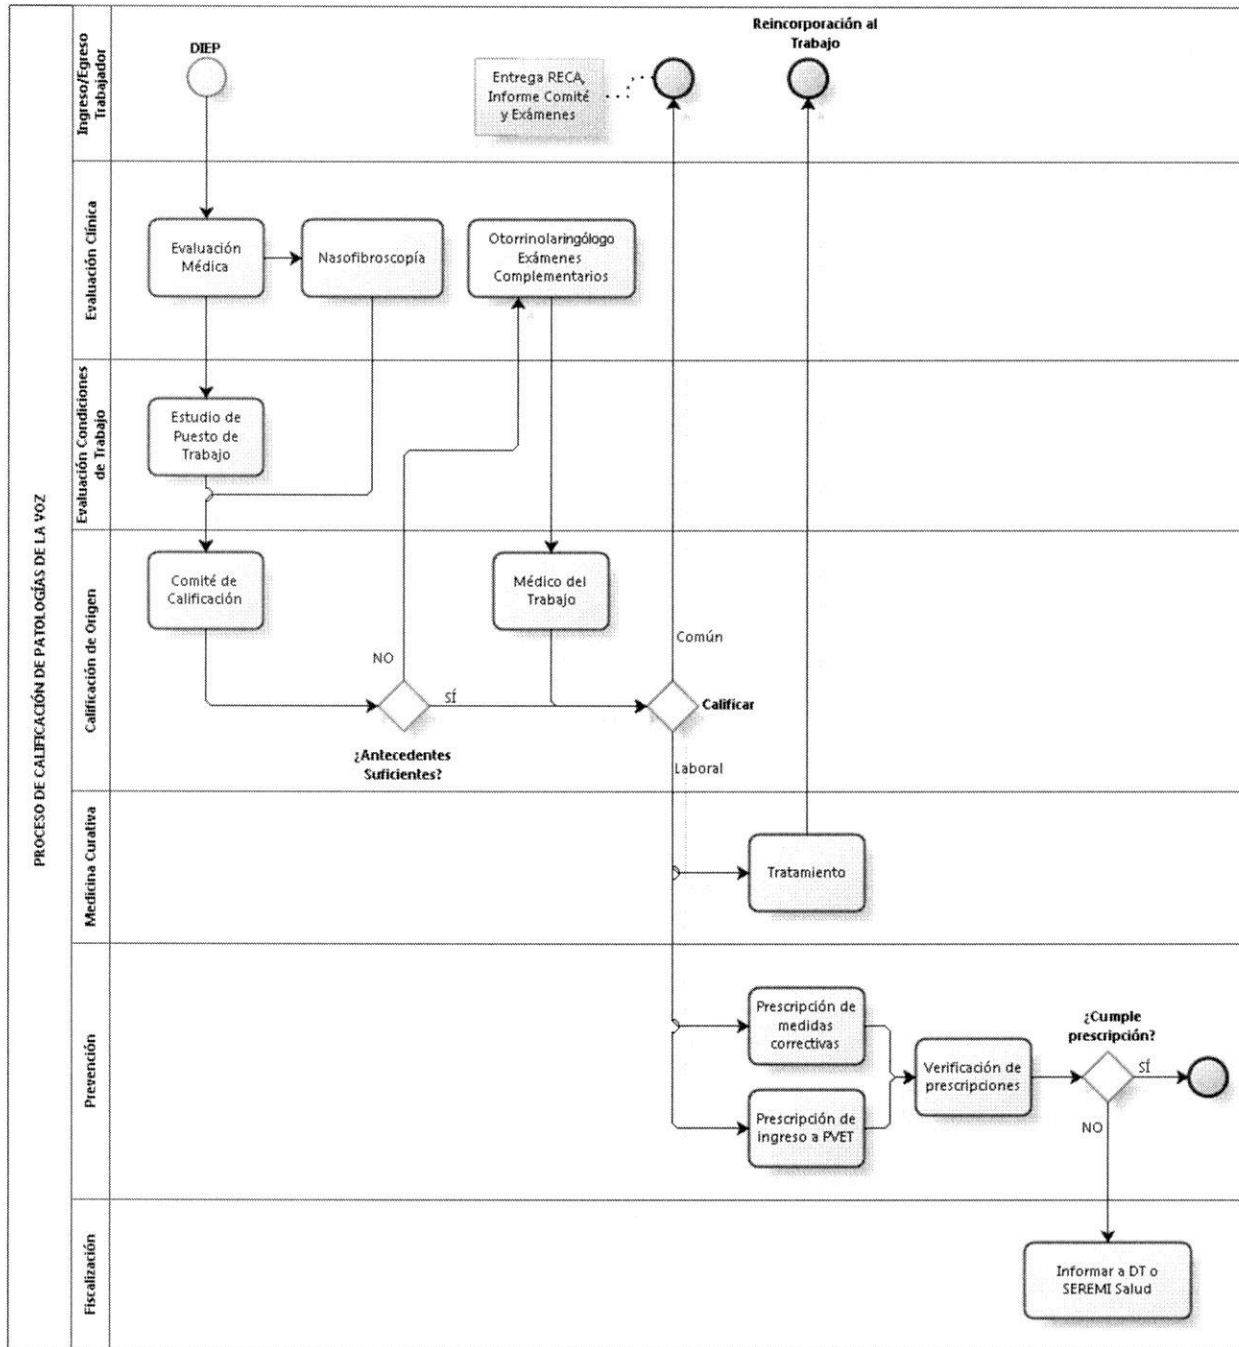 PROCESO DE CALIFICACIÓN DE PATOLOGÍAS DE LA VOZ
Ingreso/Egreso
Trabajador
DIEP
Entrega RECA,
Informe Comité
y Exámenes
Reincorporación al
Trabajo
Evaluación Clínica
Evaluación
Médica
Nasofibroscopía
Otorrinolaringólogo
Exámenes
Complementarios
Evaluación Condiciones
de Trabajo
Estudio de
Puesto de
Trabajo
Calificación de Origen
Comité de
Calificación
Médico del
Trabajo
NO
SÍ
¿Antecedentes
Suficientes?
Común
Calificar
Laboral
Medicina Curativa
Tratamiento
Prevención
Prescripción de
medidas
correctivas
Prescripción de
ingreso a PVET
Verificación de
prescripciones
¿Cumple
prescripción?
SÍ
NO
Fiscalización
Informar a DT o
SEREMI Salud